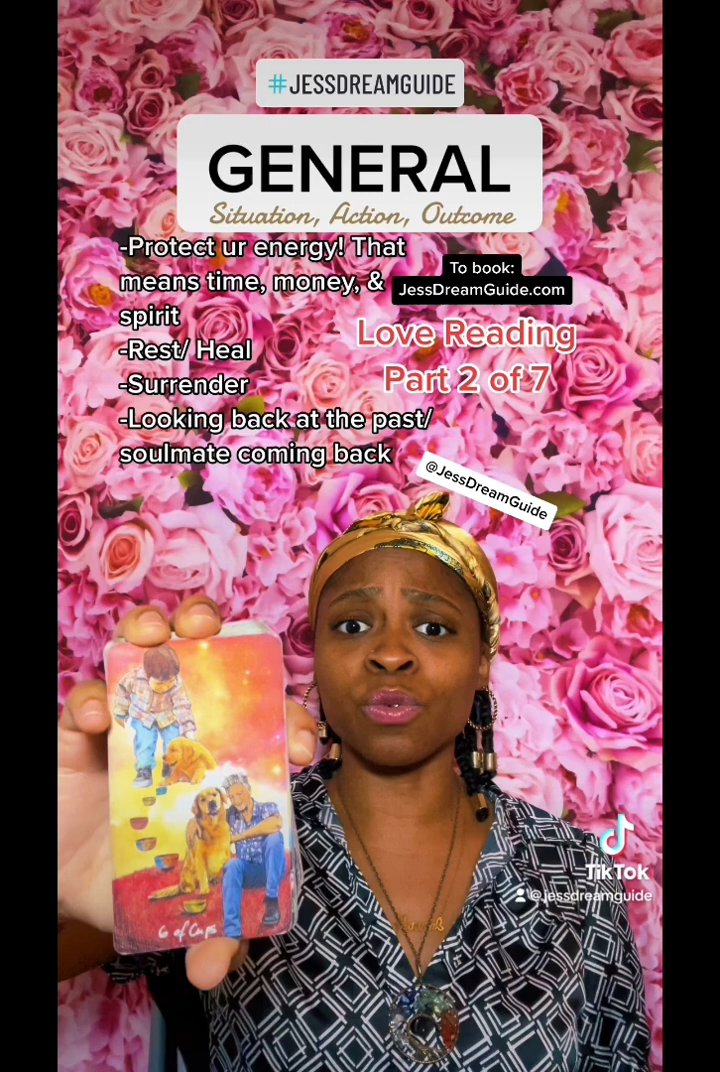 #JESSDREAMGUIDE
GENERAL
Situation, Action, Outcome
-Protect ur energy! That
means time, money, &
spirit
-Rest/ Heal
-Surrender
-Looking back at the past/
soulmate coming back
To book:
JessDreamGuide.com
Love Reading
Part 2 of 7
@JessDreamGuide
6 of Cups
TikTok
@jessdreamguide